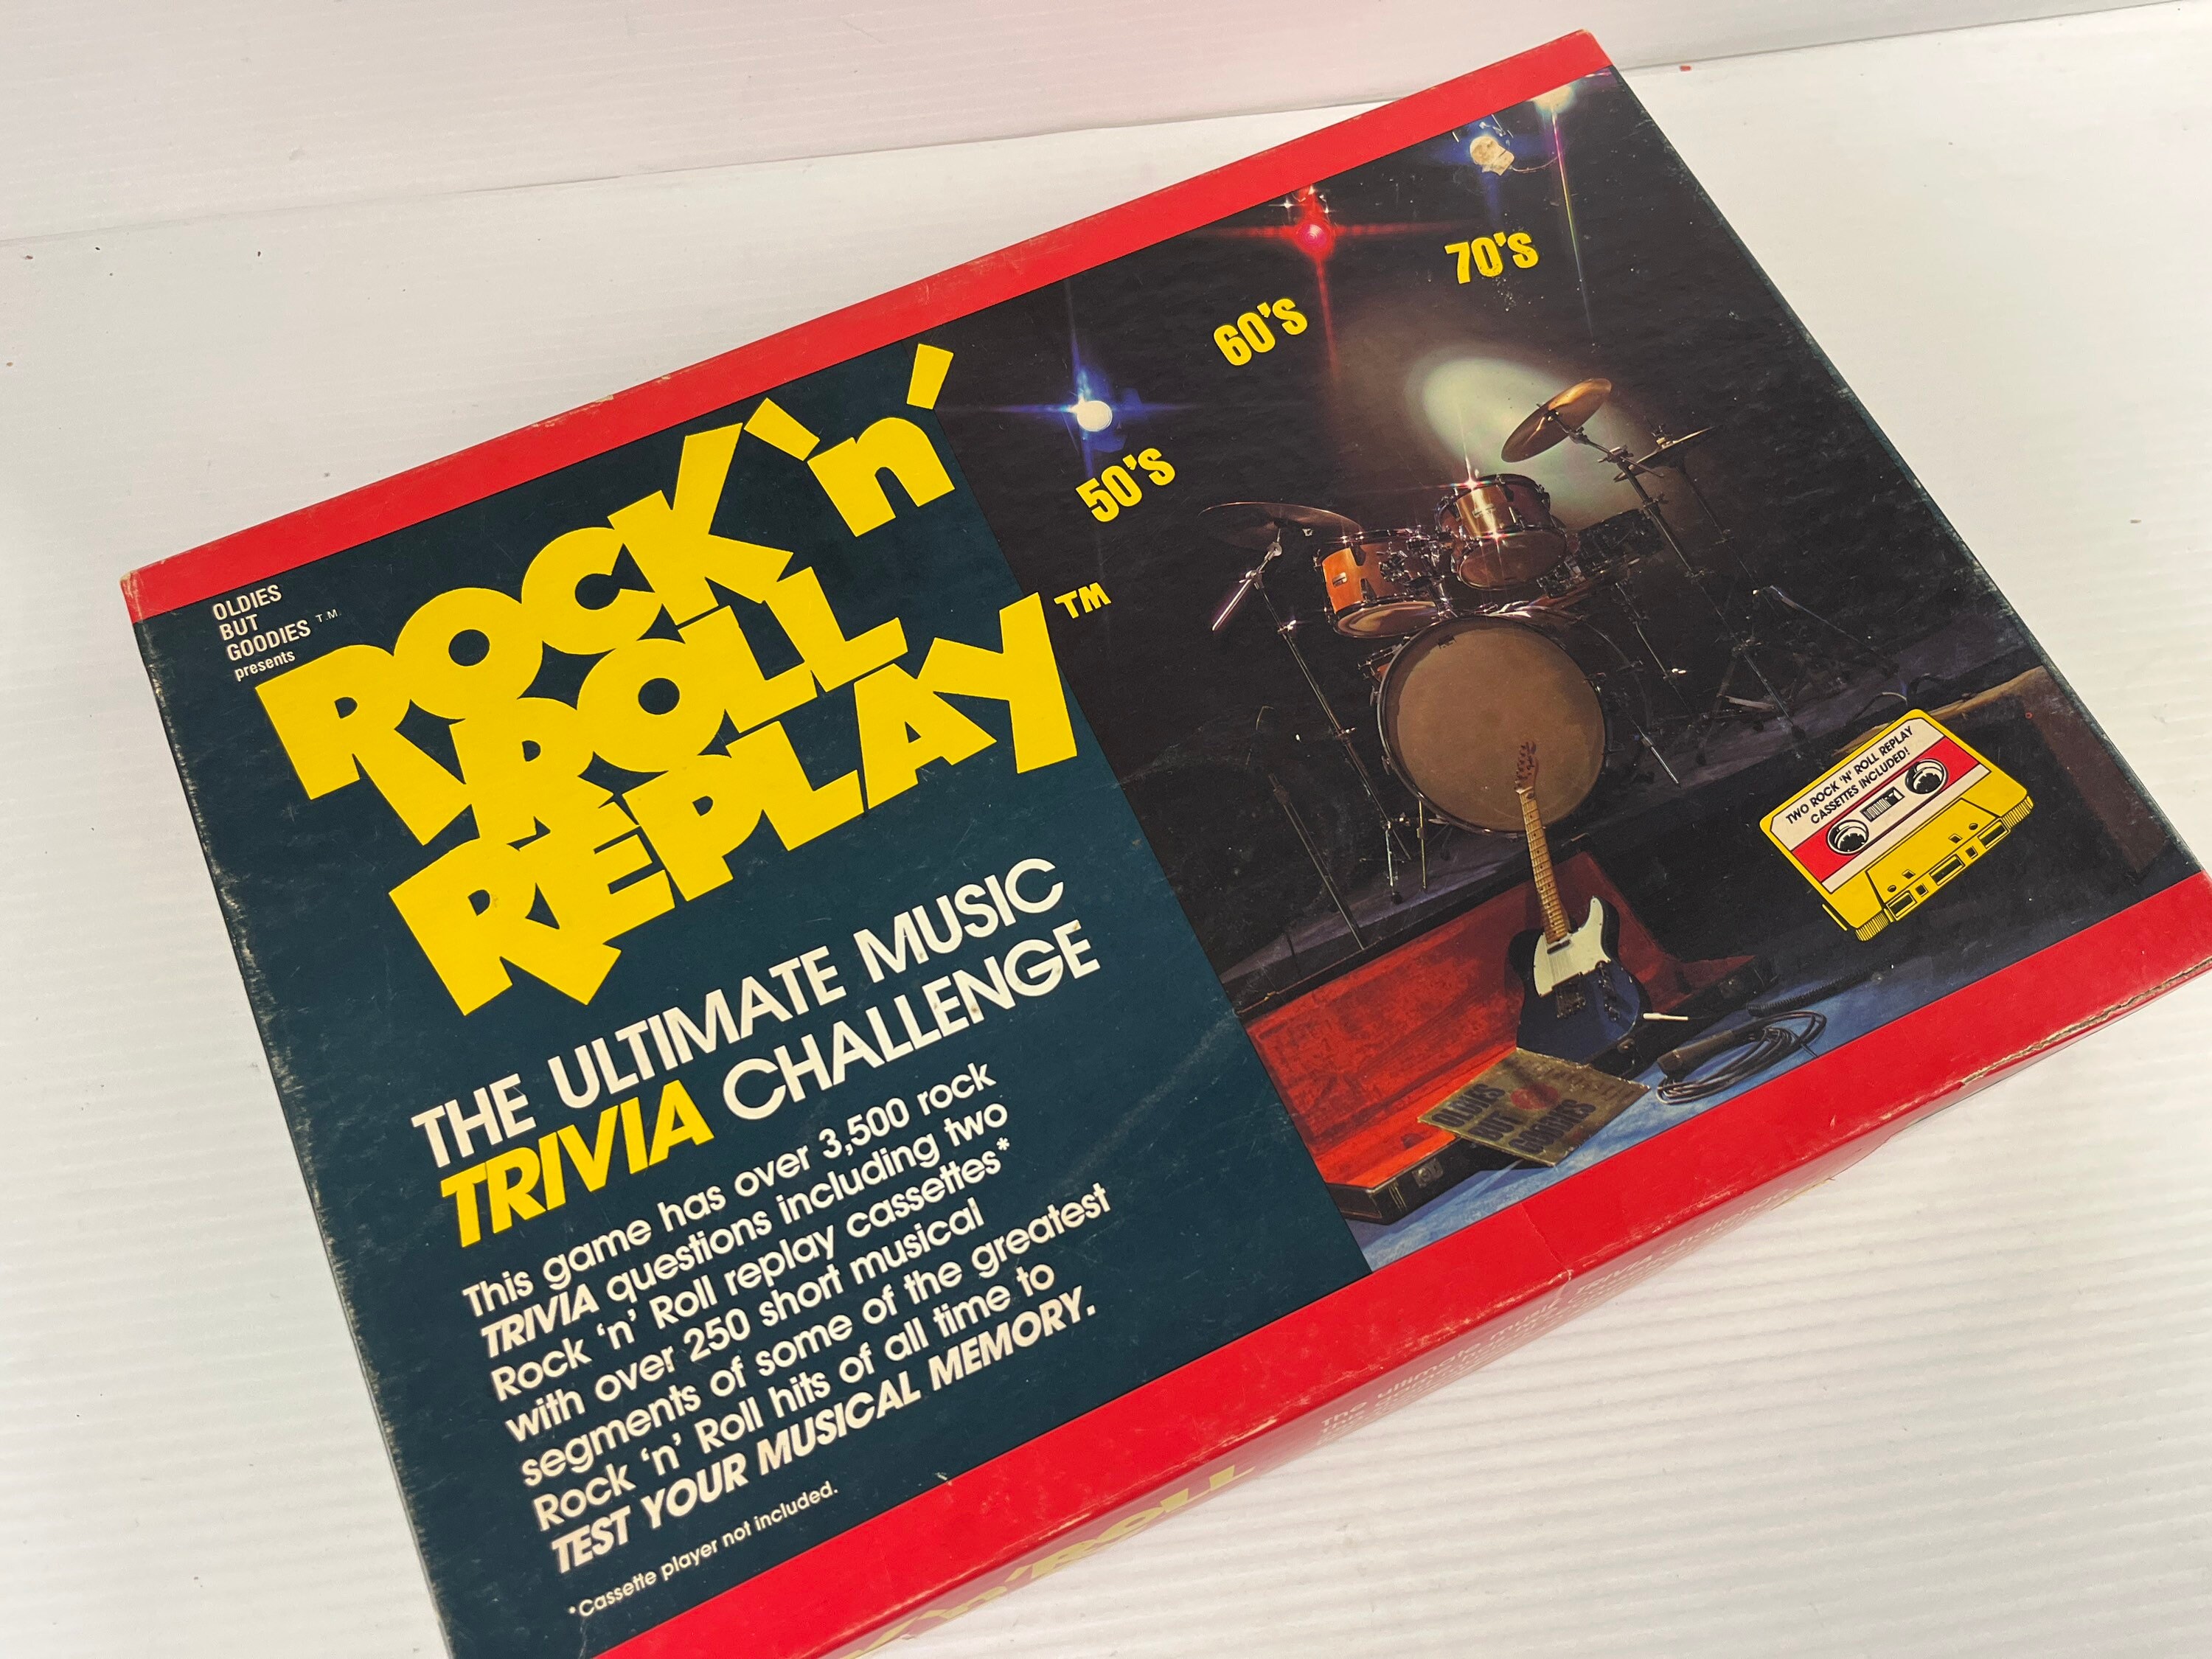 OLDIES
BUT
GOODIES T.M.
presents
ROCK 'n'
ROLL
REPLAY™
THE ULTIMATE MUSIC
TRIVIA CHALLENGE
This game has over 3,500 rock
TRIVIA questions including two
Rock 'n' Roll replay cassettes*
with over 250 short musical
segments of some of the greatest
Rock 'n' Roll hits of all time to
TEST YOUR MUSICAL MEMORY.
*Cassette player not included.
50's
60's
70's
TWO ROCK 'N' ROLL REPLAY
CASSETTES INCLUDED!
OLDIES
BUT
GOODIES
'n' ROLL